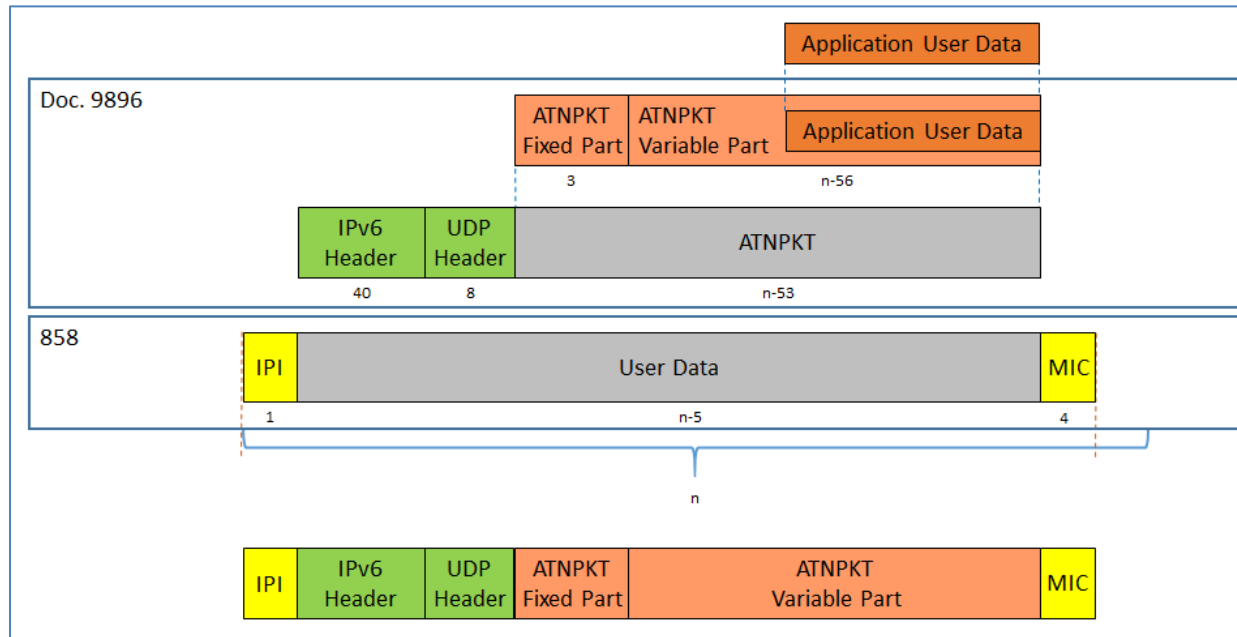 Application User Data
Doc. 9896
ATNPKT
Fixed Part
ATNPKT
Variable Part
Application User Data
3
n-56
IPv6
Header
UDP
Header
ATNPKT
40
8
n-53
858
IPI
User Data
MIC
1
n-5
4
n
IPI
IPv6
Header
UDP
Header
ATNPKT
Fixed Part
ATNPKT
Variable Part
MIC